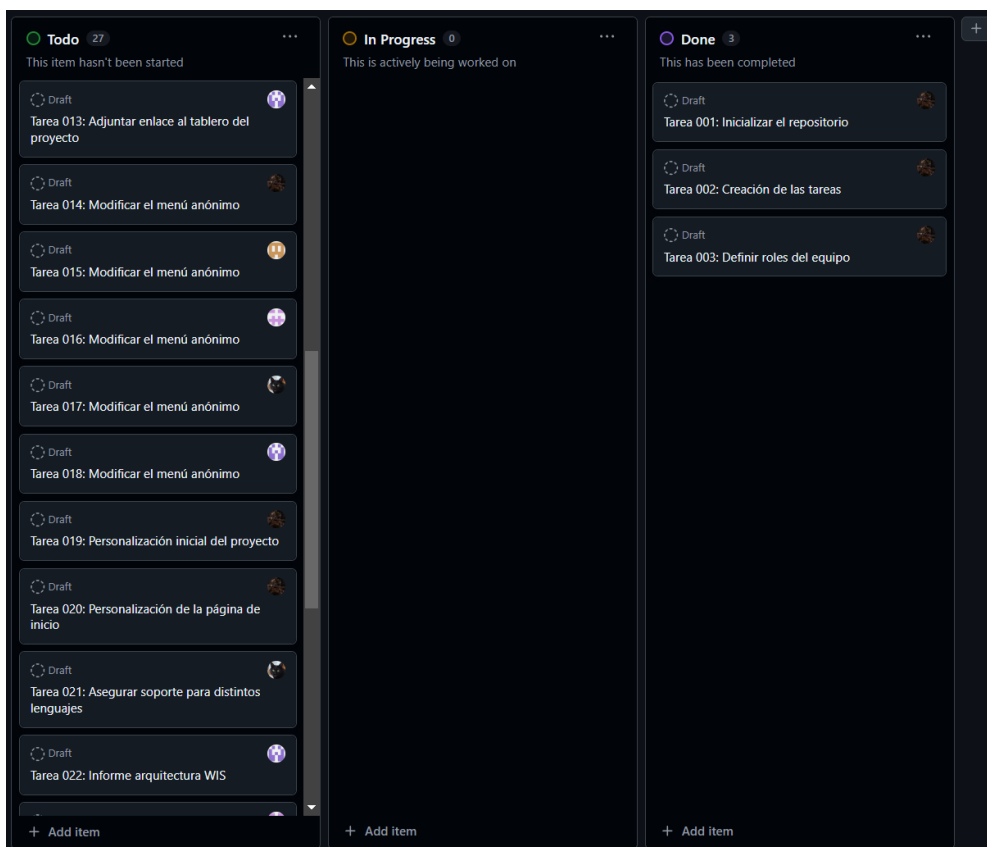 Todo 27
This item hasn't been started
Draft
Tarea 013: Adjuntar enlace al tablero del
proyecto
Draft
Tarea 014: Modificar el menú anónimo
Draft
Tarea 015: Modificar el menú anónimo
Draft
Tarea 016: Modificar el menú anónimo
Draft
Tarea 017: Modificar el menú anónimo
Draft
Tarea 018: Modificar el menú anónimo
Draft
Tarea 019: Personalización inicial del proyecto
Draft
Tarea 020: Personalización de la página de
inicio
Draft
Tarea 021: Asegurar soporte para distintos
lenguajes
Draft
Tarea 022: Informe arquitectura WIS
+ Add item
In Progress 0
This is actively being worked on
+ Add item
Done 3
This has been completed
Draft
Tarea 001: Inicializar el repositorio
Draft
Tarea 002: Creación de las tareas
Draft
Tarea 003: Definir roles del equipo
+ Add item